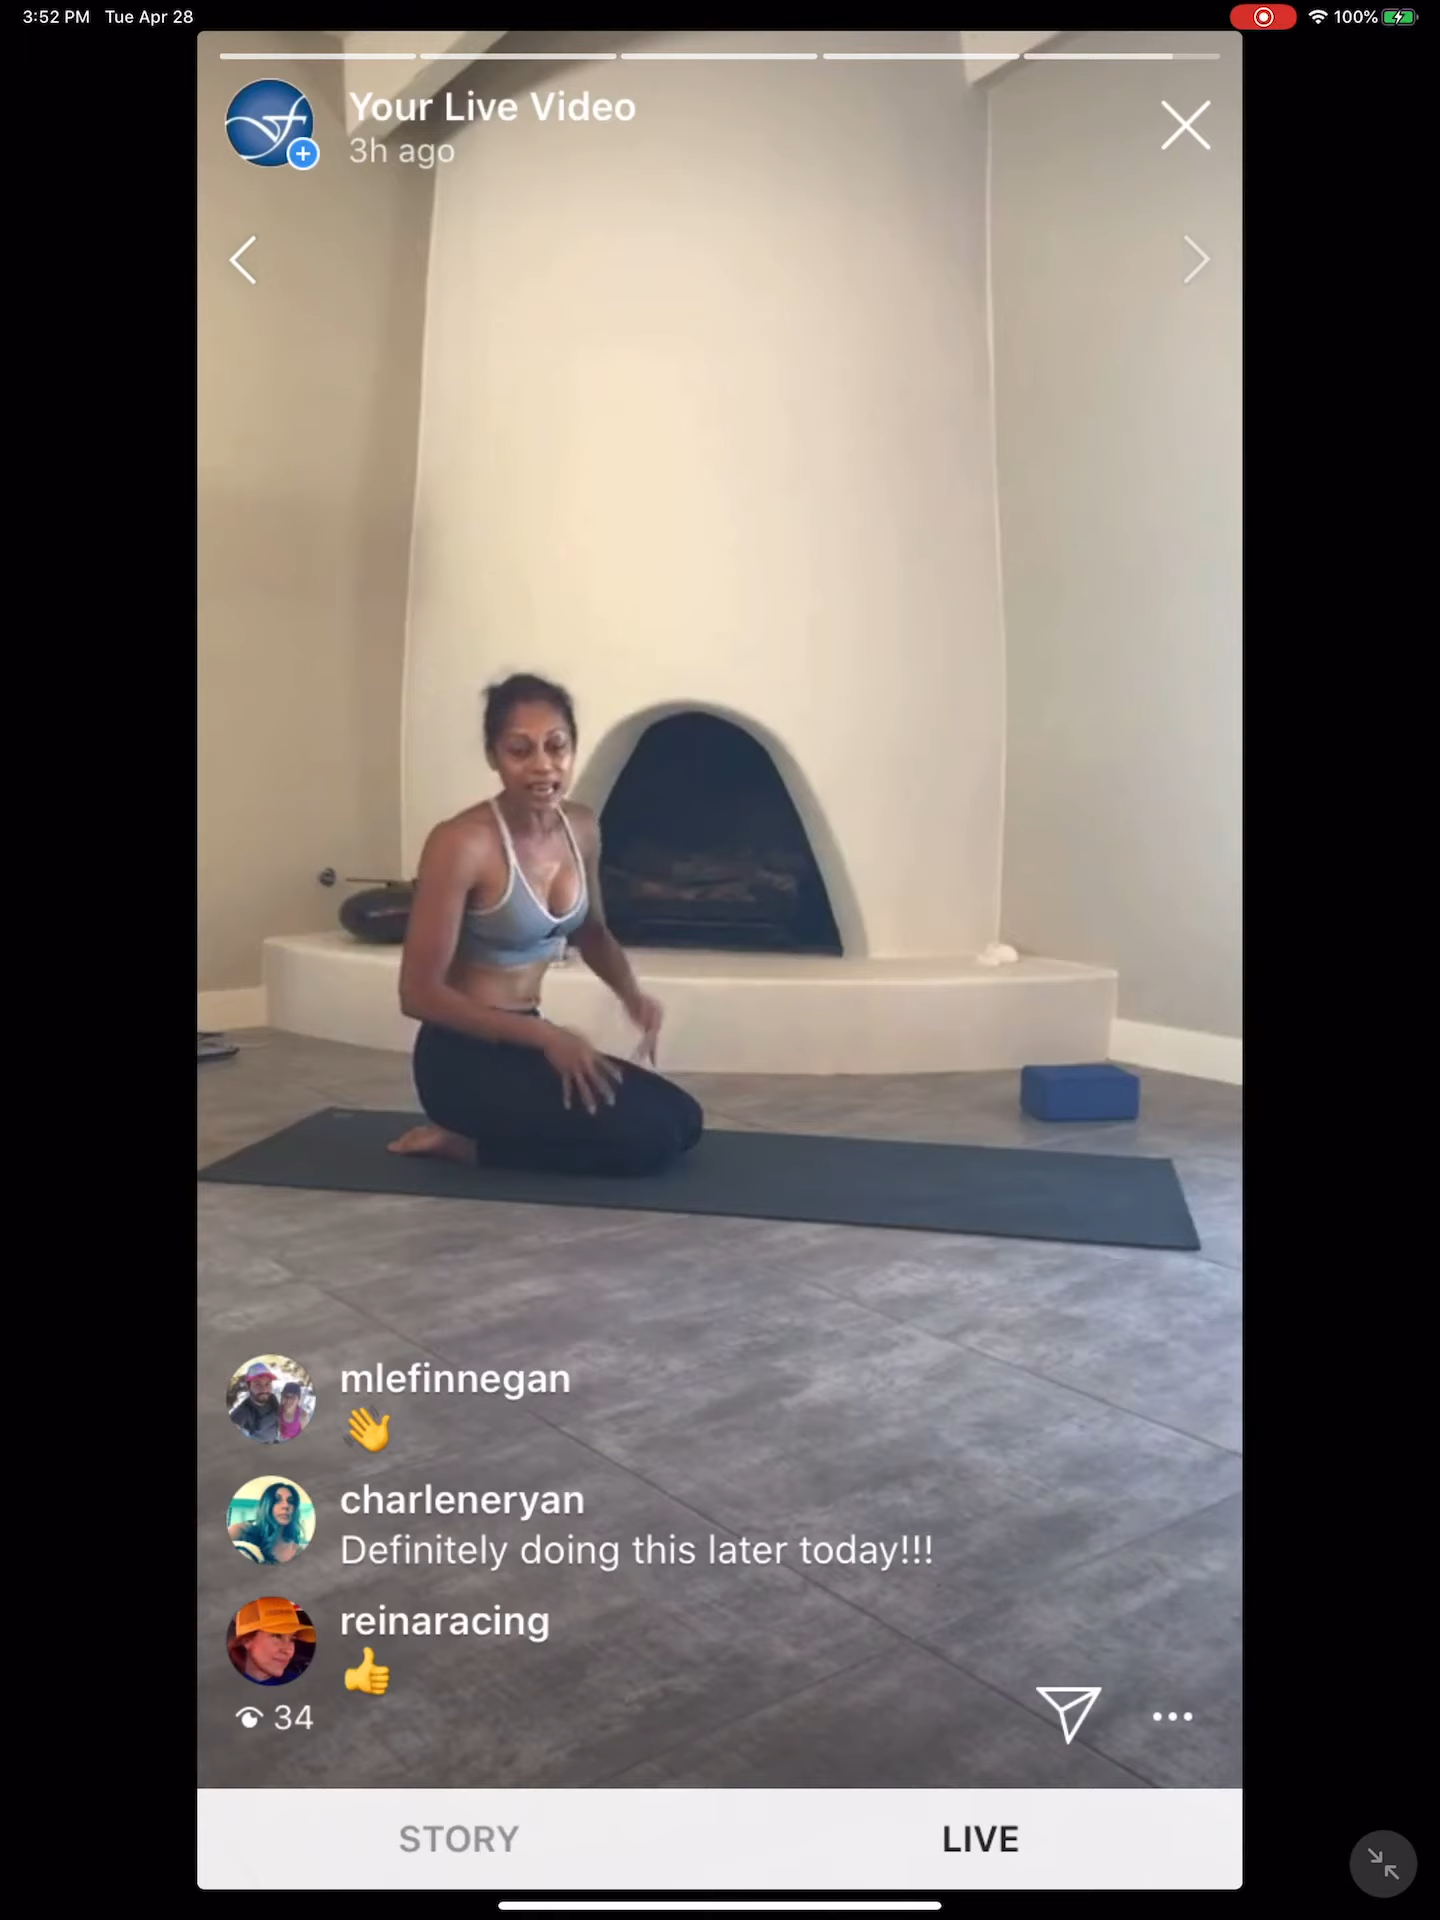 3:52 PM Tue Apr 28
100%
Your Live Video
3h ago
mlefinnegan
👋
charleneryan
Definitely doing this later today!!!
reinaracing
👍
34
STORY
LIVE